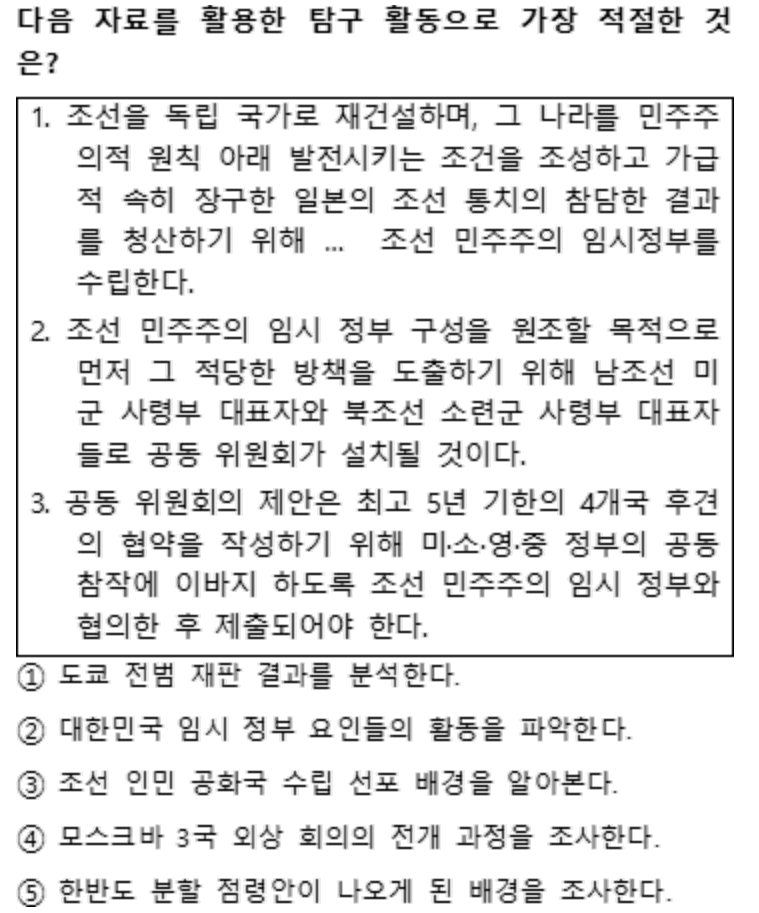 다음 자료를 활용한 탐구 활동으로 가장 적절한 것
은?
1. 조선을 독립 국가로 재건설하며, 그 나라를 민주주
의적 원칙 아래 발전시키는 조건을 조성하고 가급
적 속히 장구한 일본의 조선 통치의 참담한 결과
를 청산하기 위해 ... 조선 민주주의 임시정부를
수립한다.
2. 조선 민주주의 임시 정부 구성을 원조할 목적으로
먼저 그 적당한 방책을 도출하기 위해 남조선 미
군 사령부 대표자와 북조선 소련군 사령부 대표자
들로 공동 위원회가 설치될 것이다.
3. 공동 위원회의 제안은 최고 5년 기한의 4개국 후견
의 협약을 작성하기 위해 미·소·영·중 정부의 공동
참작에 이바지 하도록 조선 민주주의 임시 정부와
협의한 후 제출되어야 한다.
① 도쿄 전범 재판 결과를 분석한다.
② 대한민국 임시 정부 요인들의 활동을 파악한다.
③ 조선 인민 공화국 수립 선포 배경을 알아본다.
④ 모스크바 3국 외상 회의의 전개 과정을 조사한다.
⑤ 한반도 분할 점령안이 나오게 된 배경을 조사한다.